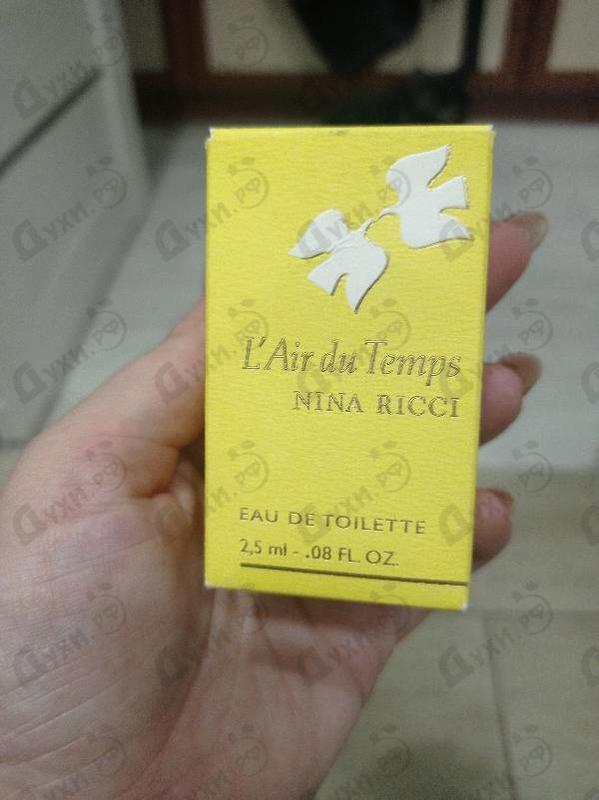 L'Air du Temps
NINA RICCI
EAU DE TOILETTE
2,5 ml - .08 FL. OZ.
Духи.РФ